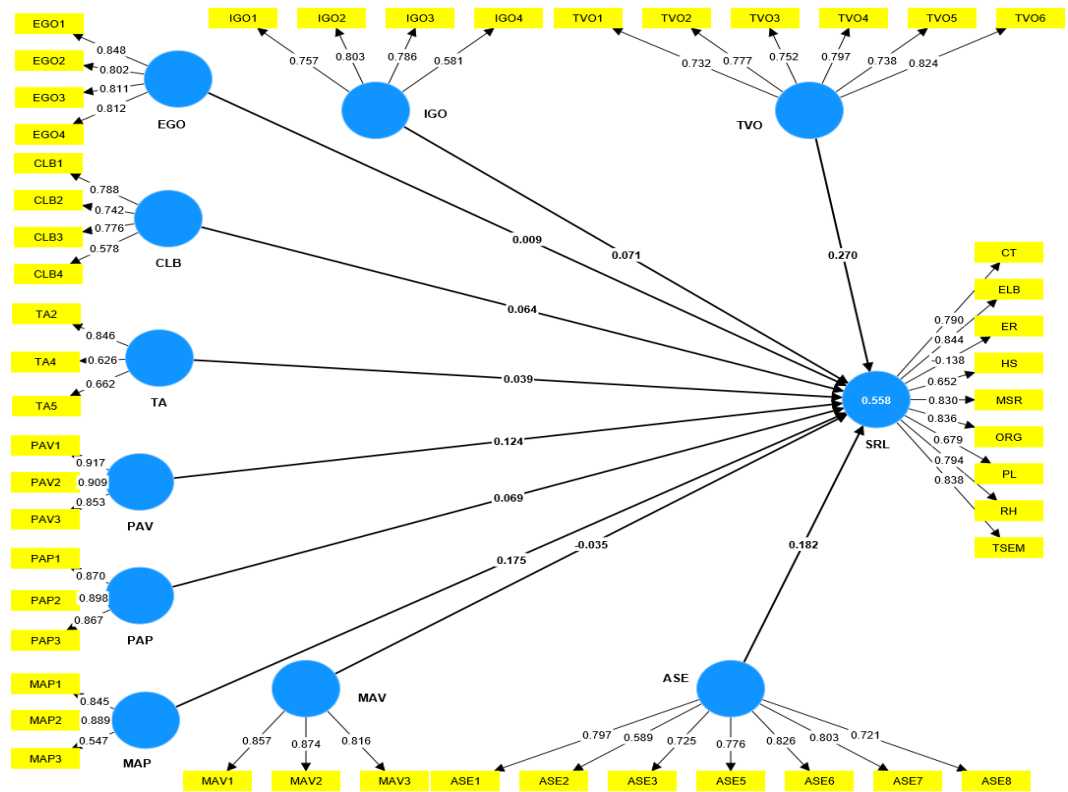 EGO1
EGO2
EGO3
EGO4
0.848
0.802
0.811
0.812
EGO
IGO1
IGO2
IGO3
IGO4
0.757
0.803
0.786
0.581
IGO
TVO1
TVO2
TVO3
TVO4
TVO5
TVO6
0.732
0.777
0.752
0.797
0.738
0.824
TVO
CLB1
CLB2
CLB3
CLB4
0.788
0.742
0.776
0.578
CLB
TA2
TA4
TA5
0.846
0.626
0.662
TA
PAV1
PAV2
PAV3
0.917
0.909
0.853
PAV
PAP1
PAP2
PAP3
0.870
0.898
0.867
PAP
MAP1
MAP2
MAP3
0.845
0.889
0.547
MAP
0.009
0.071
0.270
0.064
0.039
0.124
0.069
0.175
-0.035
0.182
0.558
SRL
CT
ELB
ER
HS
MSR
ORG
PL
RH
TSEM
0.790
0.844
-0.138
0.652
0.830
0.836
0.679
0.794
0.838
MAV
0.857
0.874
0.816
MAV1
MAV2
MAV3
ASE
0.797
0.589
0.725
0.776
0.826
0.803
0.721
ASE1
ASE2
ASE3
ASE5
ASE6
ASE7
ASE8